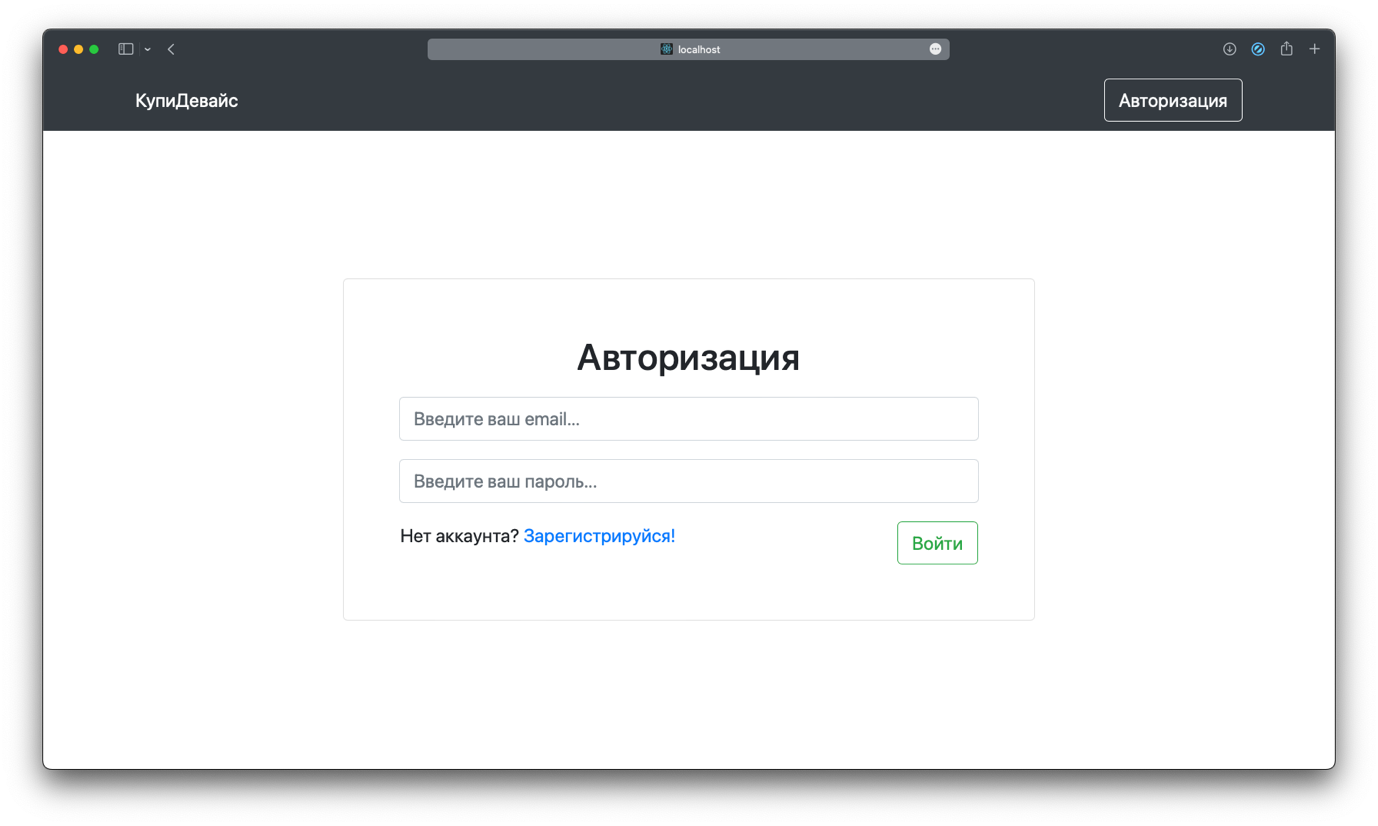 localhost
КупиДевайс
Авторизация
Авторизация
Введите ваш email...
Введите ваш пароль...
Нет аккаунта? Зарегистрируйся!
Войти